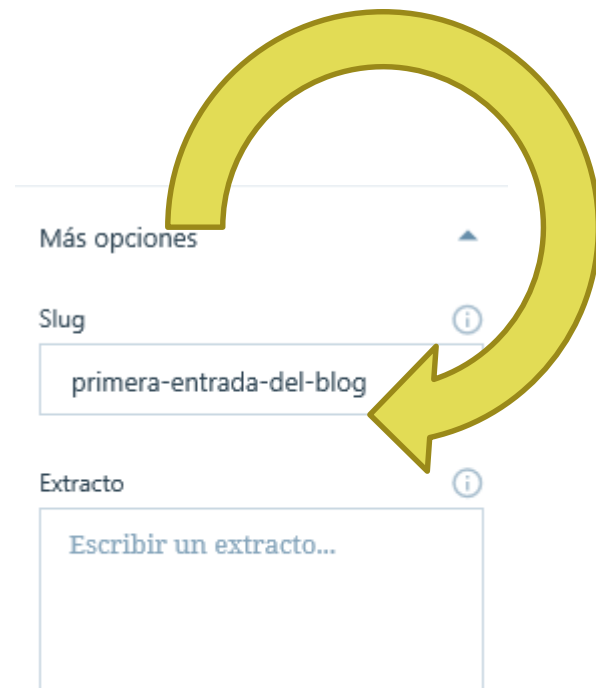 Más opciones
Slug
primera-entrada-del-blog
Extracto
Escribir un extracto...